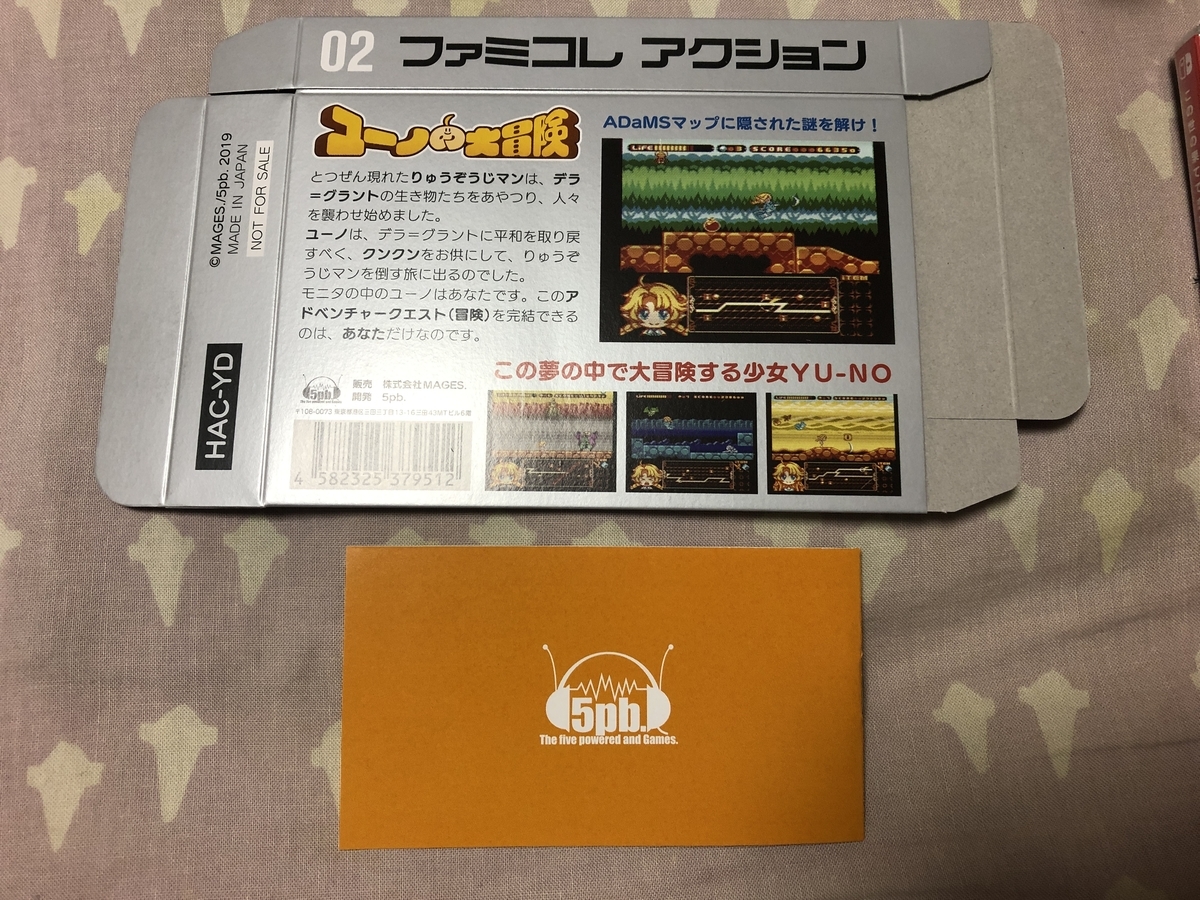 02 ファミコレ アクション
ユーノの大冒険
ADaMSマップに隠された謎を解け！
とつぜん現れたりゅうぞうじマンは、デラ
＝グラントの生き物たちをあやつり、人々
を襲わせ始めました。
ユーノは、デラ＝グラントに平和を取り戻
すべく、クンクンをお供にして、りゅうぞ
うじマンを倒す旅に出るのでした。
モニタの中のユーノはあなたです。このア
ドベンチャークエスト（冒険）を完結できる
のは、あなただけなのです。
LiFE
SCORE
66350
iTEM
この夢の中で大冒険する少女YU-NO
5pb.
販売 株式会社MAGES.
開発 5pb.
4 582325 379512
©MAGES./5pb. 2019
MADE IN JAPAN
NOT FOR SALE
HAC-YD
5pb.
The five powered and Games.